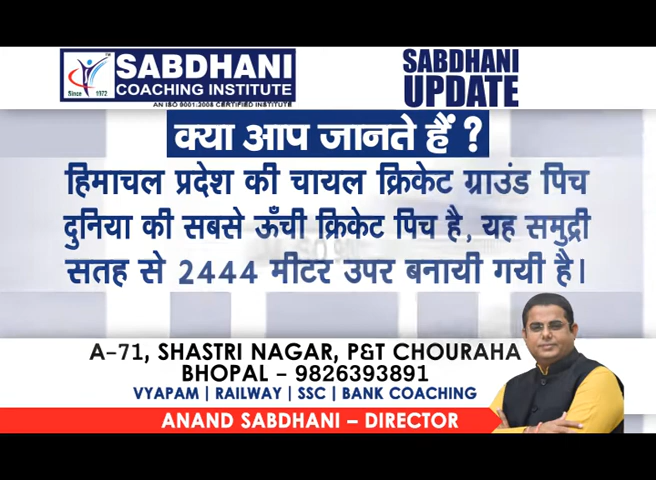 SABDHANI
COACHING INSTITUTE
Since 1972
AN ISO 9001:2008 CERTIFIED INSTITUTE
SABDHANI
UPDATE
क्या आप जानते हैं ?
हिमाचल प्रदेश की चायल क्रिकेट ग्राउंड पिच
दुनिया की सबसे ऊँची क्रिकेट पिच है, यह समुद्री
सतह से 2444 मीटर उपर बनायी गयी है।
A-71, SHASTRI NAGAR, P&T CHOURAHA
BHOPAL - 9826393891
VYAPAM | RAILWAY | SSC | BANK COACHING
ANAND SABDHANI – DIRECTOR